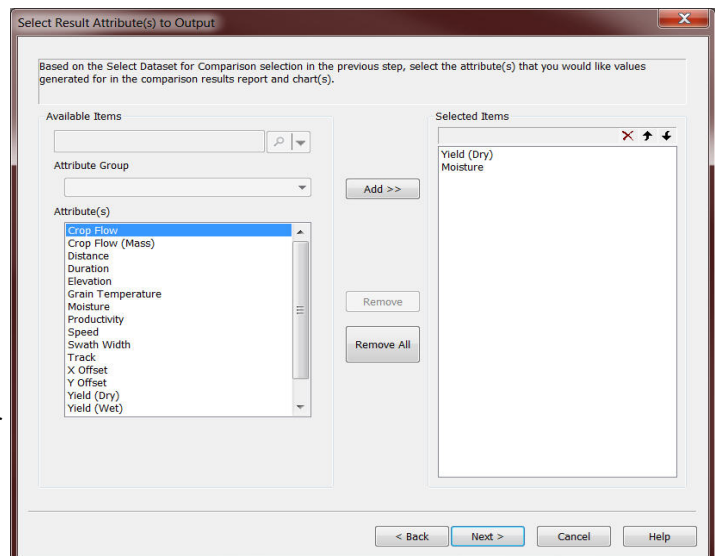 Select Result Attribute(s) to Output
Based on the Select Dataset for Comparison selection in the previous step, select the attribute(s) that you would like values
generated for in the comparison results report and chart(s).
Available Items
Attribute Group
Attribute(s)
Crop Flow
Crop Flow (Mass)
Distance
Duration
Elevation
Grain Temperature
Moisture
Productivity
Speed
Swath Width
Track
X Offset
Y Offset
Yield (Dry)
Yield (Wet)
Add >>
Remove
Remove All
Selected Items
Yield (Dry)
Moisture
< Back
Next >
Cancel
Help